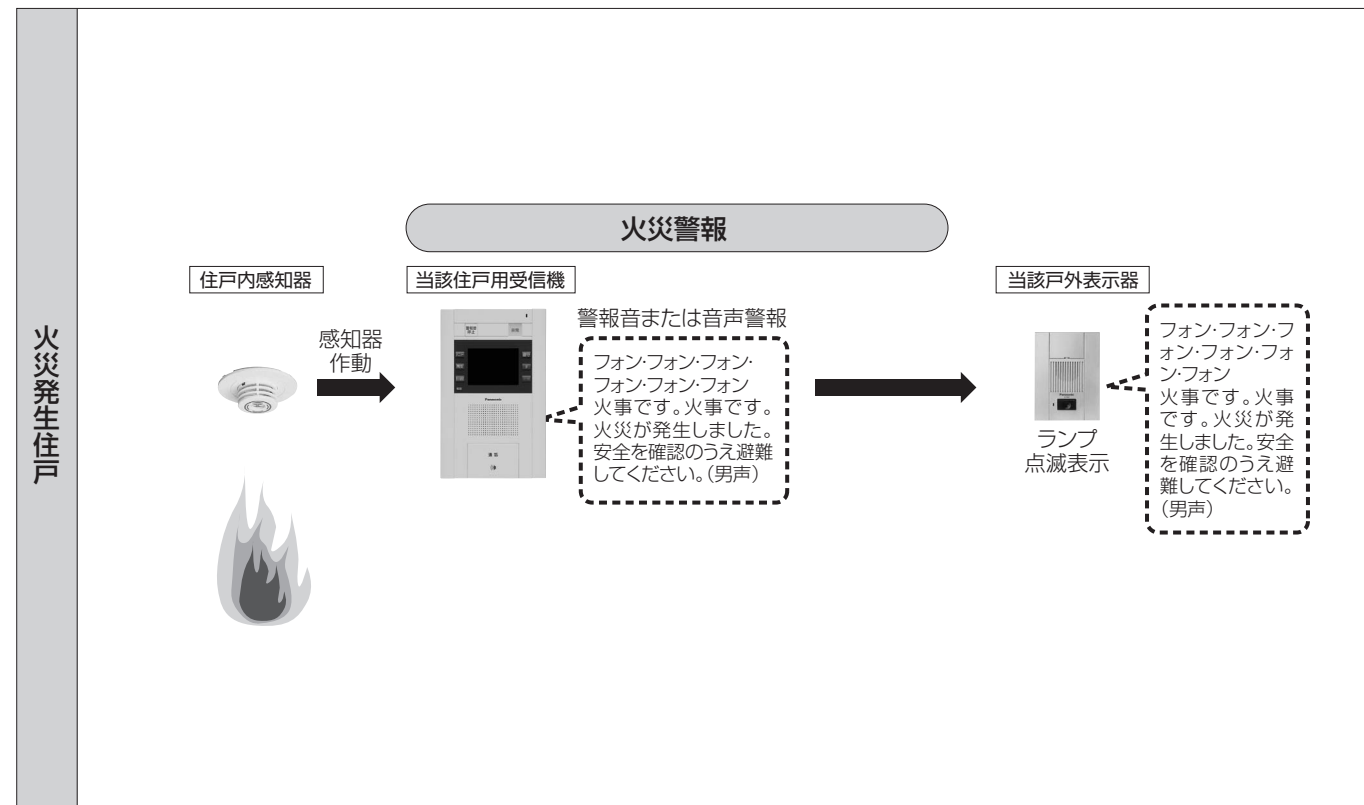 火災発生住戸
火災警報
住戸内感知器
感知器
作動
当該住戸用受信機
警報音または音声警報
フォン・フォン・フォン・
フォン・フォン・フォン
火事です。火事です。
火災が発生しました。
安全を確認のうえ避難
してください。(男声)
Panasonic
当該戸外表示器
ランプ
点滅表示
フォン・フォン・フ
ォン・フォン・フォ
ン・フォン
火事です。火事
です。火災が発
生しました。安全
を確認のうえ避
難してください。
(男声)